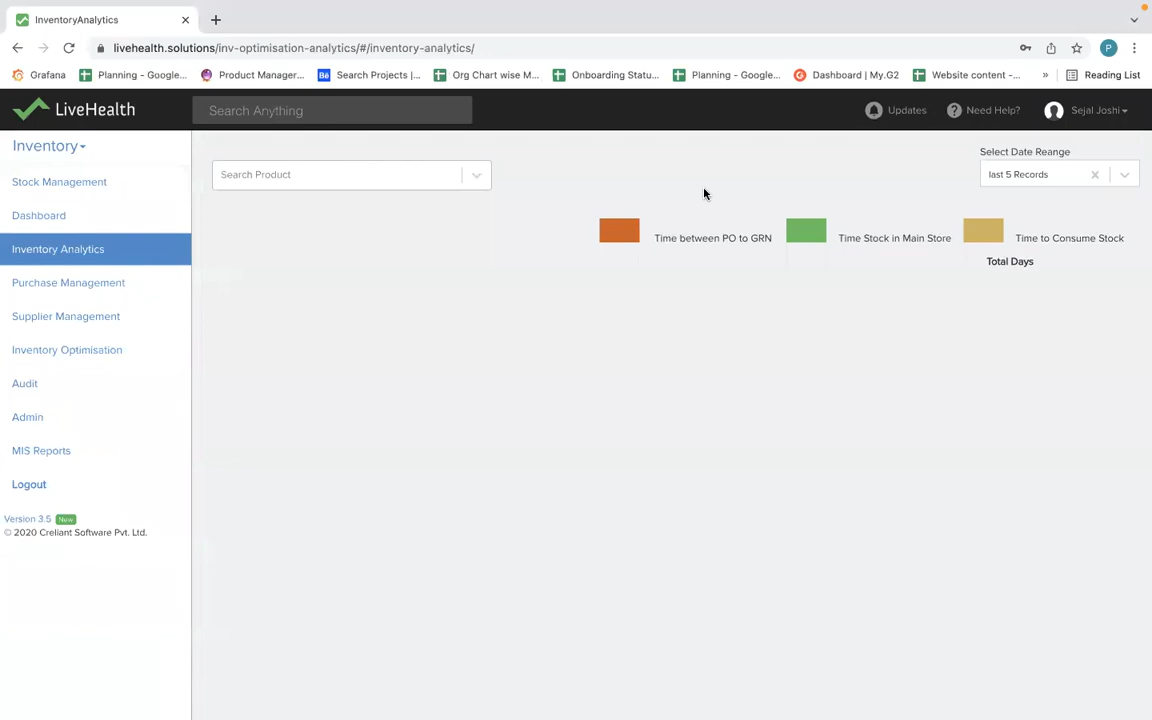 InventoryAnalytics
livehealth.solutions/inv-optimisation-analytics/#/inventory-analytics/
P
Grafana
Planning - Google...
Product Manager...
Bē Search Projects |...
Org Chart wise M...
Onboarding Statu...
Planning - Google...
Dashboard | My.G2
Website content -...
»
Reading List
LiveHealth
Search Anything
Updates
Need Help?
Sejal Joshi
Inventory
Stock Management
Dashboard
Inventory Analytics
Purchase Management
Supplier Management
Inventory Optimisation
Audit
Admin
MIS Reports
Logout
Version 3.5 New
© 2020 Creliant Software Pvt. Ltd.
Search Product
Select Date Reange
last 5 Records
Time between PO to GRN
Time Stock in Main Store
Time to Consume Stock
Total Days